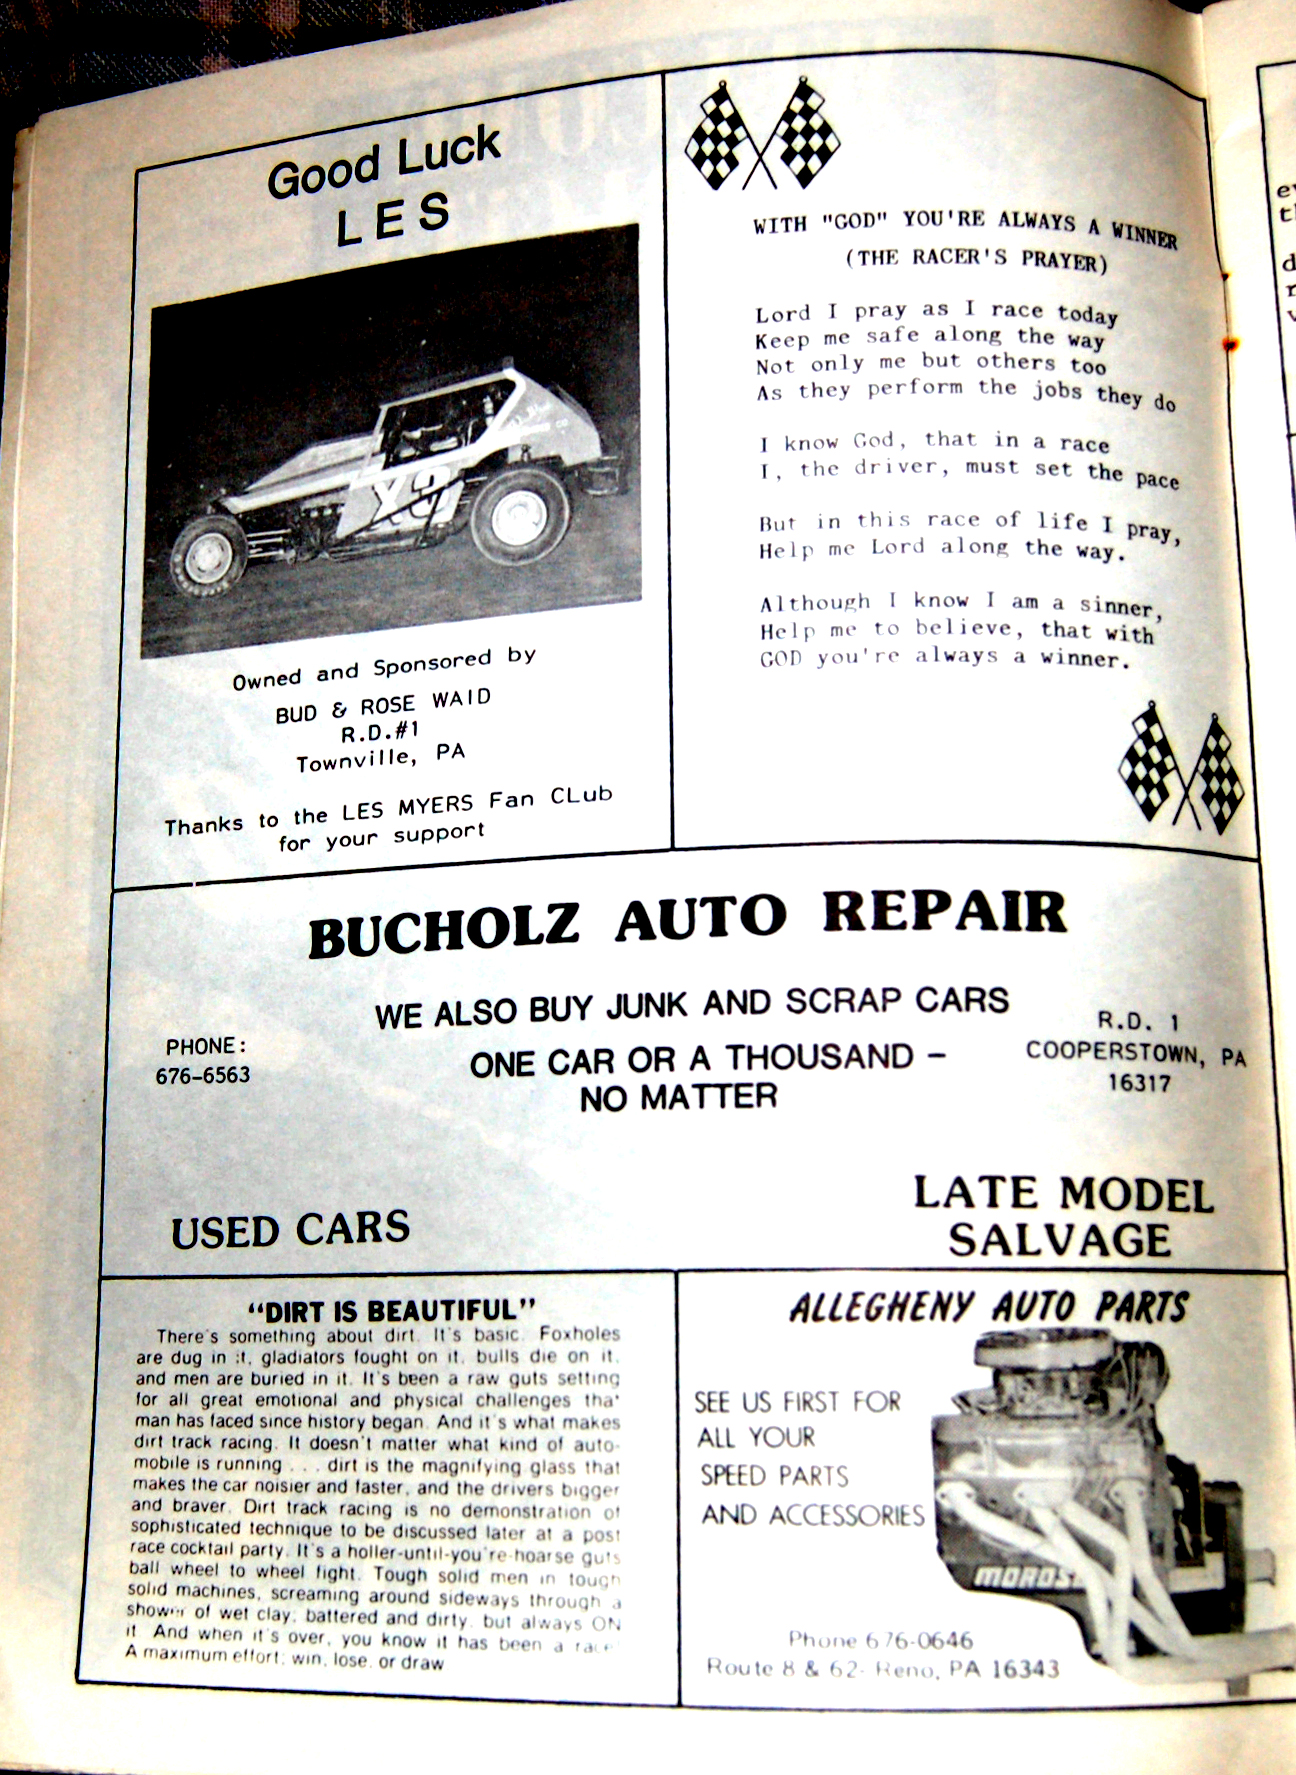 Good Luck
LES
X3
Owned and Sponsored by
BUD & ROSE WAID
R.D.#1
Townville, PA
Thanks to the LES MYERS Fan CLub
for your support
WITH "GOD" YOU'RE ALWAYS A WINNER
(THE RACER'S PRAYER)
Lord I pray as I race today
Keep me safe along the way
Not only me but others too
As they perform the jobs they do
I know God, that in a race
I, the driver, must set the pace
But in this race of life I pray,
Help me Lord along the way.
Although I know I am a sinner,
Help me to believe, that with
GOD you're always a winner.
BUCHOLZ AUTO REPAIR
WE ALSO BUY JUNK AND SCRAP CARS
ONE CAR OR A THOUSAND –
NO MATTER
PHONE:
676-6563
R.D. 1
COOPERSTOWN, PA
16317
USED CARS
LATE MODEL
SALVAGE
"DIRT IS BEAUTIFUL"
There's something about dirt. It's basic. Foxholes
are dug in it, gladiators fought on it, bulls die on it,
and men are buried in it. It's been a raw guts setting
for all great emotional and physical challenges that
man has faced since history began. And it's what makes
dirt track racing. It doesn't matter what kind of auto-
mobile is running . . . dirt is the magnifying glass that
makes the car noisier and faster, and the drivers bigger
and braver. Dirt track racing is no demonstration of
sophisticated technique to be discussed later at a post
race cocktail party. It's a holler-until-you're-hoarse guts
ball wheel to wheel fight. Tough solid men in tough
solid machines, screaming around sideways through a
shower of wet clay; battered and dirty, but always ON
it. And when it's over, you know it has been a race!
A maximum effort; win, lose, or draw
ALLEGHENY AUTO PARTS
SEE US FIRST FOR
ALL YOUR
SPEED PARTS
AND ACCESSORIES
MOROS
Phone 676-0646
Route 8 & 62- Reno, PA 16343